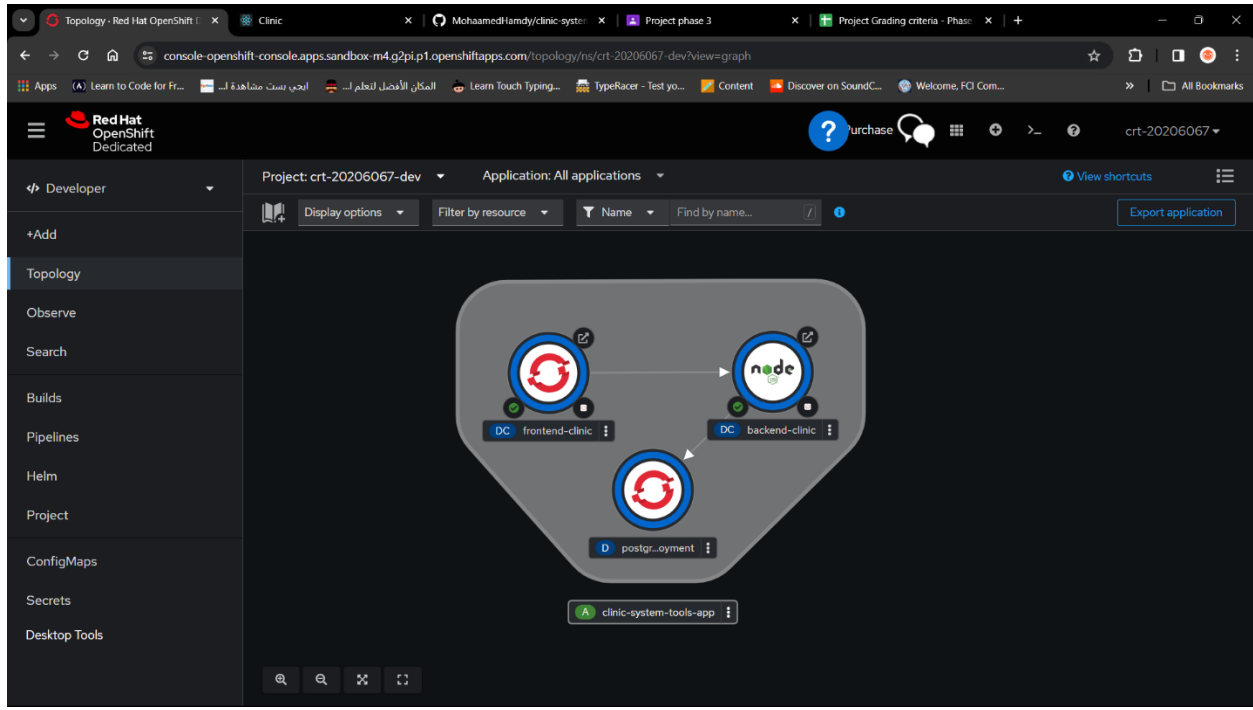 Topology · Red Hat OpenShift D
Clinic
MohaamedHamdy/clinic-system
Project phase 3
Project Grading criteria - Phase
console-openshift-console.apps.sandbox-m4.g2pi.p1.openshiftapps.com/topology/ns/crt-20206067-dev?view=graph
Apps
Learn to Code for Fr...
ايجي بست مشاهدة ا...
المكان الأفضل لتعلم ا...
Learn Touch Typing...
TypeRacer - Test yo...
Content
Discover on SoundC...
Welcome, FCI Com...
»
All Bookmarks
Red Hat
OpenShift
Dedicated
?
urchase
crt-20206067
Developer
Project: crt-20206067-dev
Application: All applications
View shortcuts
Display options
Filter by resource
Name
Find by name...
/
Export application
+Add
Topology
Observe
Search
Builds
Pipelines
Helm
Project
ConfigMaps
Secrets
Desktop Tools
node
JS
DC frontend-clinic
DC backend-clinic
D postgr...oyment
A clinic-system-tools-app